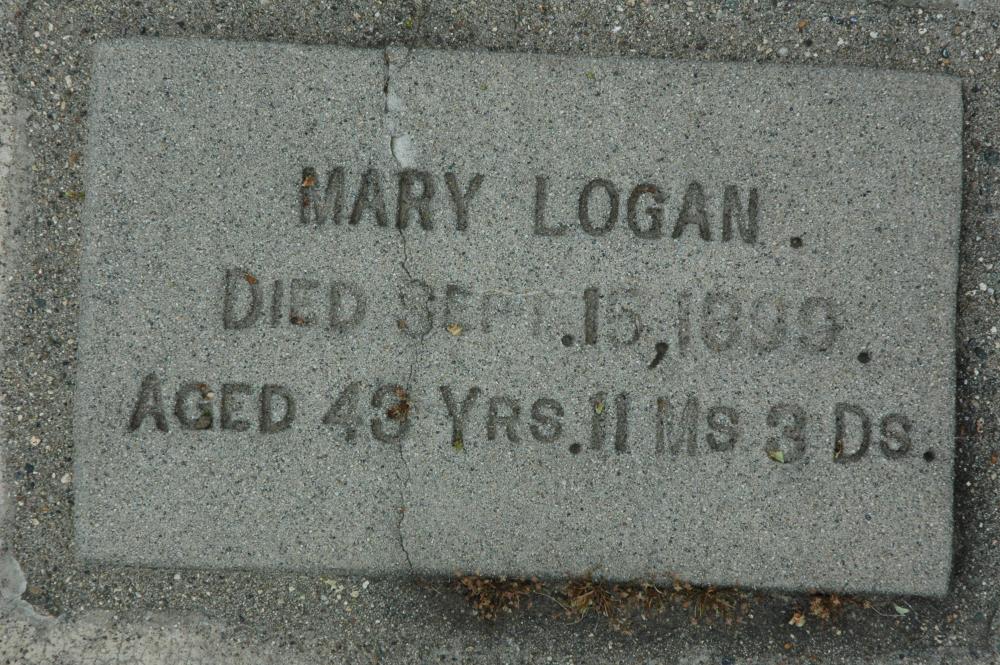 MARY LOGAN.
DIED SEPT.15,1899.
AGED 43 YRS.11 MS 3 DS.